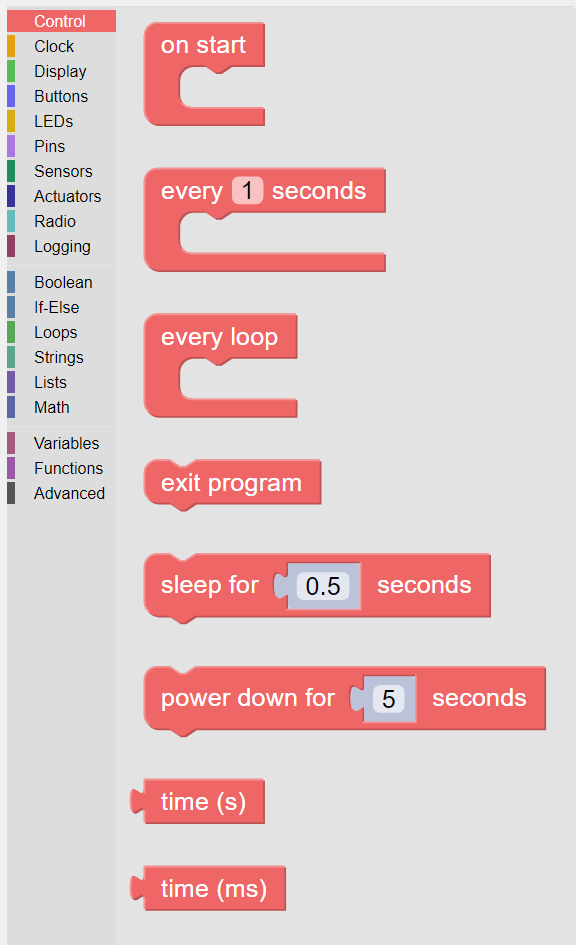 Control
Clock
Display
Buttons
LEDs
Pins
Sensors
Actuators
Radio
Logging
Boolean
If-Else
Loops
Strings
Lists
Math
Variables
Functions
Advanced
on start
every 1 seconds
every loop
exit program
sleep for 0.5 seconds
power down for 5 seconds
time (s)
time (ms)